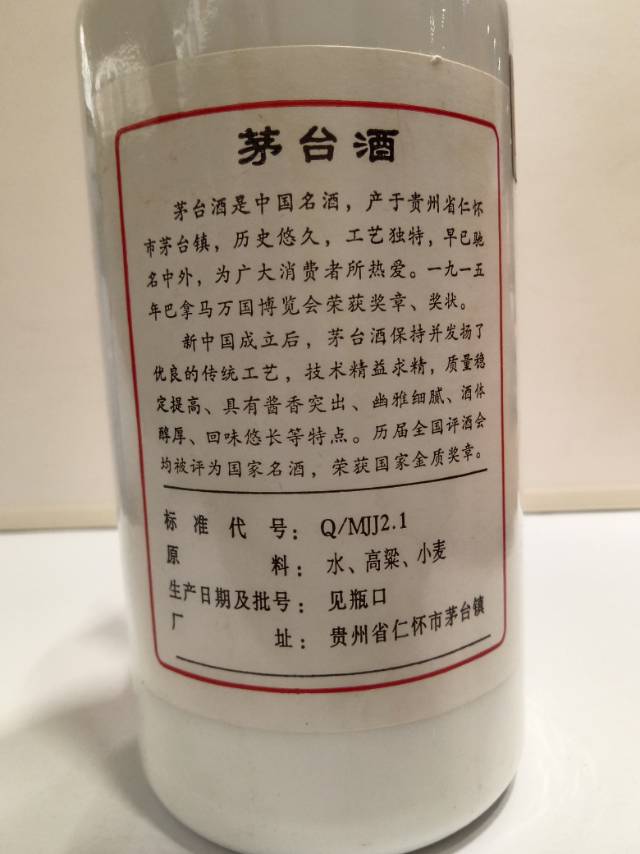 茅台酒
茅台酒是中国名酒，产于贵州省仁怀
市茅台镇，历史悠久，工艺独特，早已驰
名中外，为广大消费者所热爱。一九一五
年巴拿马万国博览会荣获奖章、奖状。
新中国成立后，茅台酒保持并发扬了
优良的传统工艺，技术精益求精，质量稳
定提高、具有酱香突出、幽雅细腻、酒体
醇厚、回味悠长等特点。历届全国评酒会
均被评为国家名酒，荣获国家金质奖章。
标准代号：Q/MJJ2.1
原料：水、高粱、小麦
生产日期及批号：见瓶口
厂址：贵州省仁怀市茅台镇